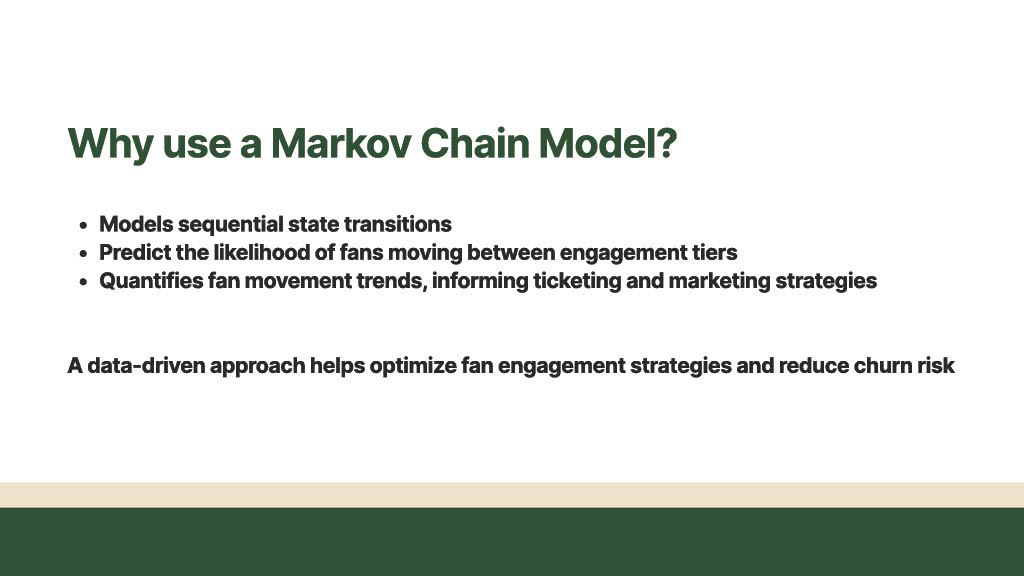 Why use a Markov Chain Model?
• Models sequential state transitions
• Predict the likelihood of fans moving between engagement tiers
• Quantifies fan movement trends, informing ticketing and marketing strategies
A data-driven approach helps optimize fan engagement strategies and reduce churn risk